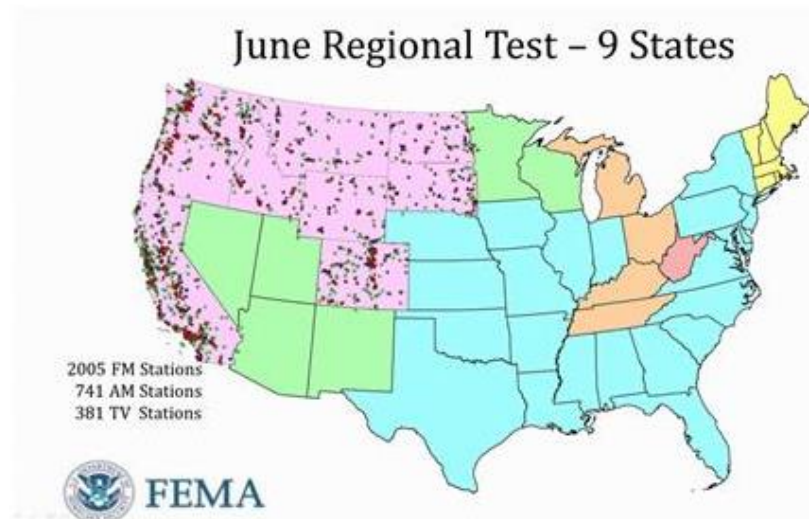 June Regional Test – 9 States
2005 FM Stations
741 AM Stations
381 TV Stations
FEMA